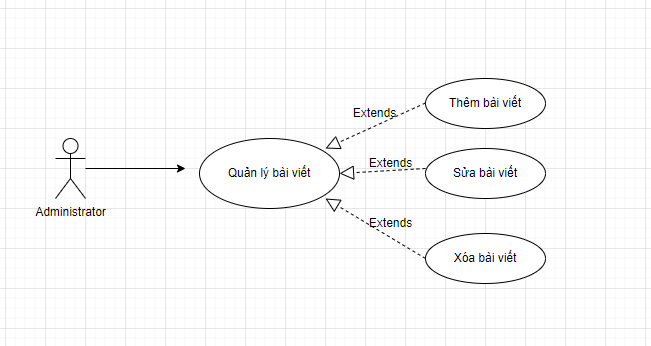 Thêm bài viết
Extends
Quản lý bài viết
Extends
Sửa bài viết
Administrator
Extends
Xóa bài viết